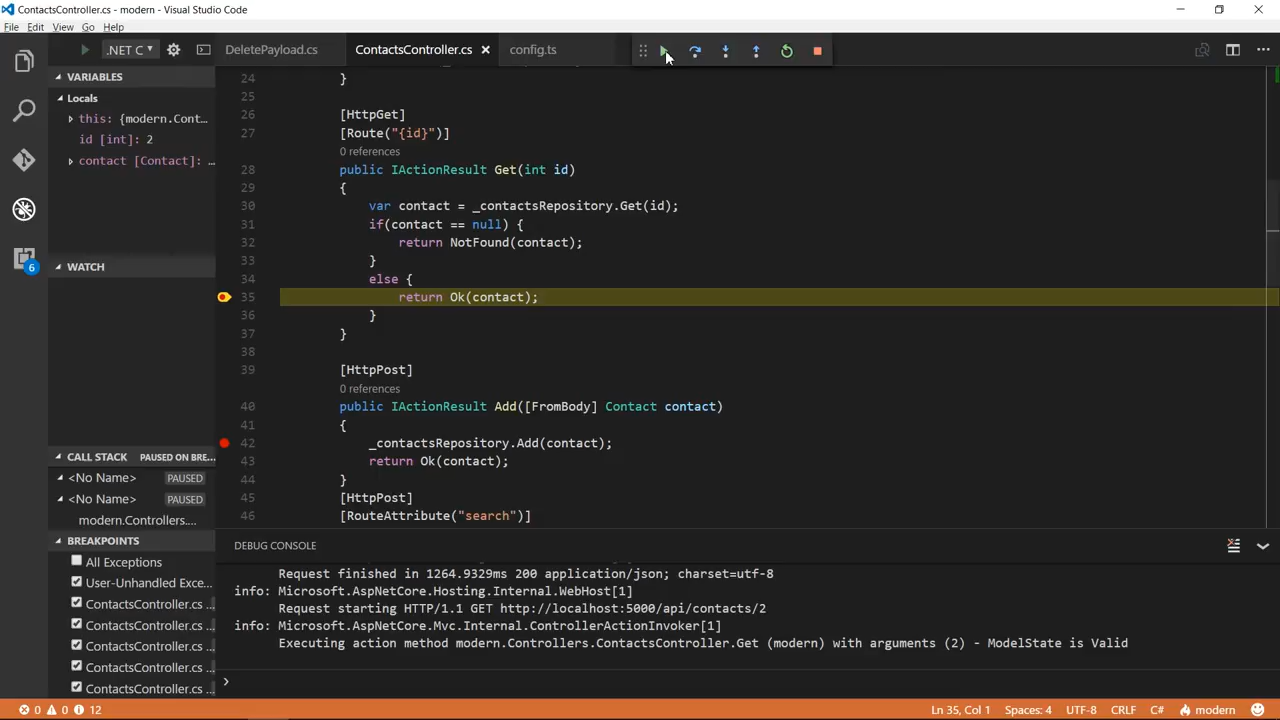 ContactsController.cs - modern - Visual Studio Code
File Edit View Go Help
.NET C
DeletePayload.cs
ContactsController.cs
config.ts
VARIABLES
Locals
this: {modern.Cont…
id [int]: 2
contact [Contact]: …
WATCH
CALL STACK PAUSED ON BRE…
<No Name> PAUSED
<No Name> PAUSED
modern.Controllers.…
BREAKPOINTS
All Exceptions
User-Unhandled Exce…
ContactsController.cs …
ContactsController.cs …
ContactsController.cs …
ContactsController.cs …
ContactsController.cs …
6
24 }
25
26 [HttpGet]
27 [Route("{id}")]
0 references
28 public IActionResult Get(int id)
29 {
30 var contact = _contactsRepository.Get(id);
31 if(contact == null) {
32 return NotFound(contact);
33 }
34 else {
35 return Ok(contact);
36 }
37 }
38
39 [HttpPost]
0 references
40 public IActionResult Add([FromBody] Contact contact)
41 {
42 _contactsRepository.Add(contact);
43 return Ok(contact);
44 }
45 [HttpPost]
46 [RouteAttribute("search")]
DEBUG CONSOLE
Request finished in 1264.9329ms 200 application/json; charset=utf-8
info: Microsoft.AspNetCore.Hosting.Internal.WebHost[1]
Request starting HTTP/1.1 GET http://localhost:5000/api/contacts/2
info: Microsoft.AspNetCore.Mvc.Internal.ControllerActionInvoker[1]
Executing action method modern.Controllers.ContactsController.Get (modern) with arguments (2) - ModelState is Valid
0 0 12
Ln 35, Col 1 Spaces: 4 UTF-8 CRLF C# modern